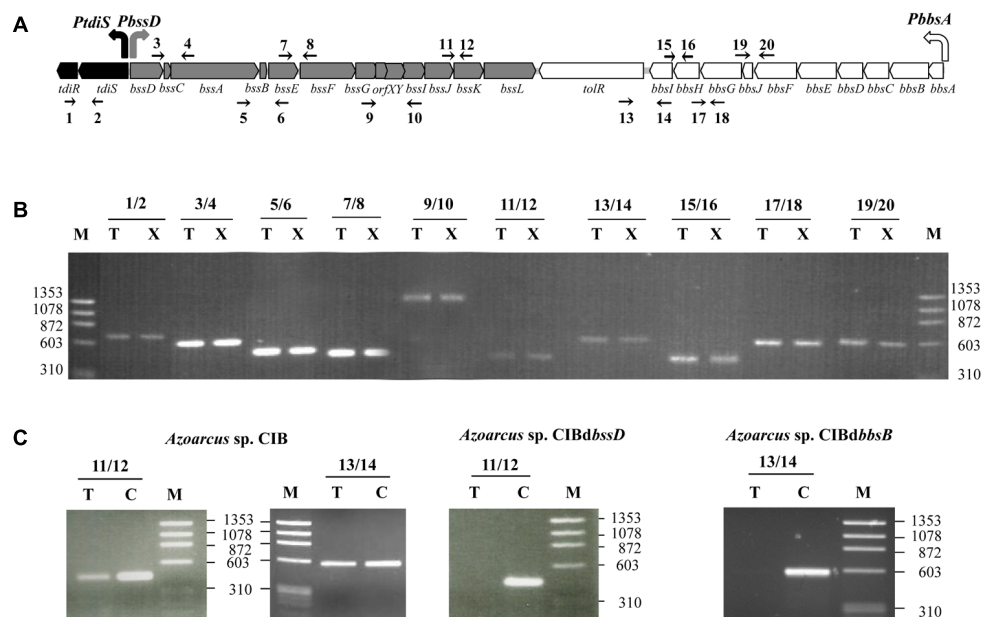 A
PtdiS PbssD PbbsA
3 4 7 8 11 12 15 16 19 20
tdiR tdiS bssD bssC bssA bssB bssE bssF bssG orfXY bssI bssJ bssK bssL tolR bbsI bbsH bbsG bbsJ bbsF bbsE bbsD bbsC bbsB bbsA
1 2 5 6 9 10 13 14 17 18
B
1/2 3/4 5/6 7/8 9/10 11/12 13/14 15/16 17/18 19/20
M T X T X T X T X T X T X T X T X T X T X M
1353 1353
1078 1078
872 872
603 603
310 310
C
Azoarcus sp. CIB
11/12 13/14
T C M M T C
1353
1078
872
603
310
Azoarcus sp. CIBdbssD
11/12
T C M
1353
1078
872
603
310
Azoarcus sp. CIBdbbsB
13/14
T C M
1353
1078
872
603
310